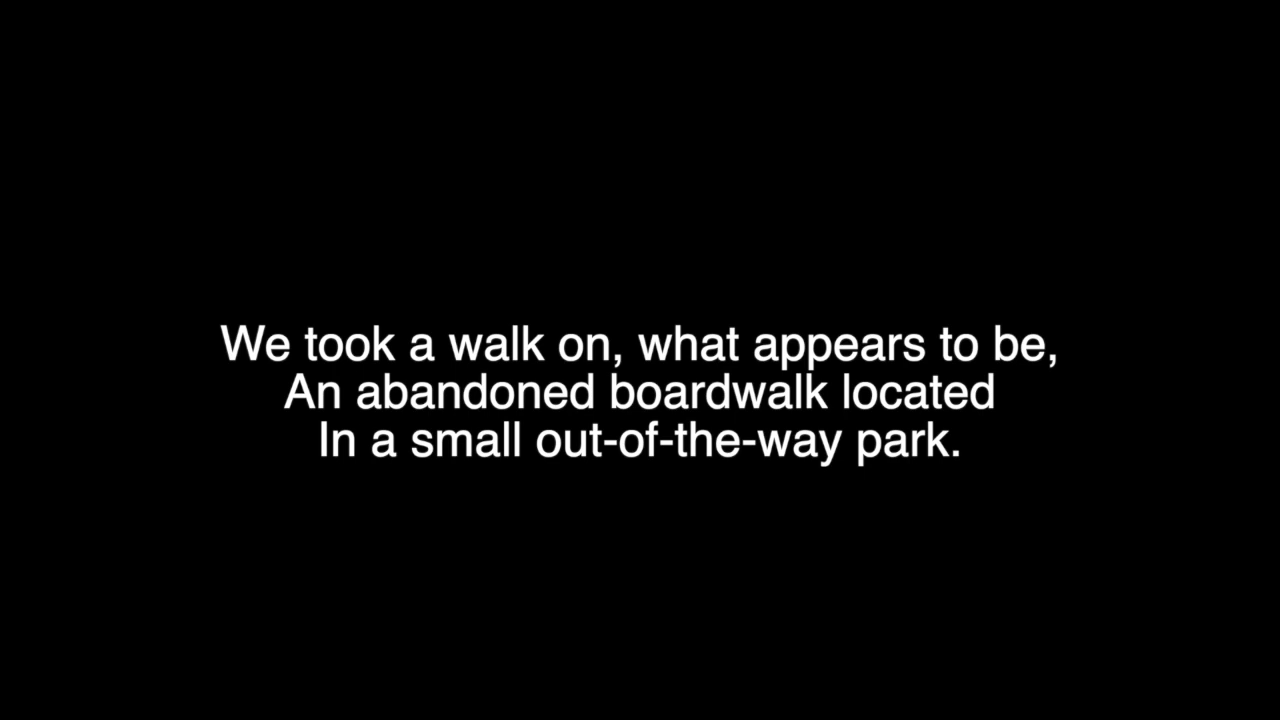 We took a walk on, what appears to be,
An abandoned boardwalk located
In a small out-of-the-way park.